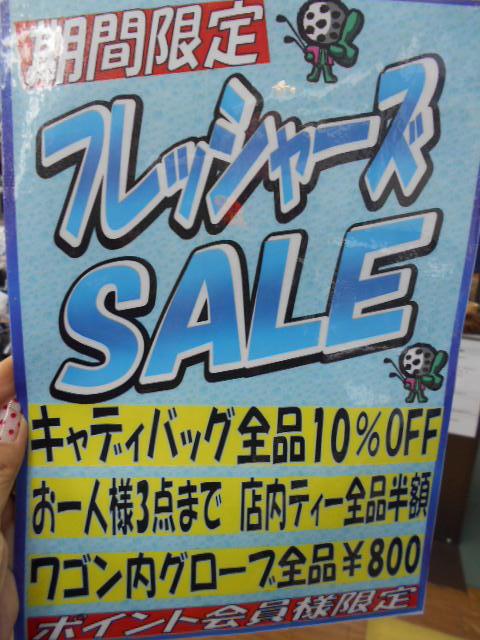 期間限定
フレッシャーズ
SALE
キャディバッグ全品10%OFF
お一人様3点まで 店内ティー全品半額
ワゴン内グローブ全品¥800
ポイント会員様限定